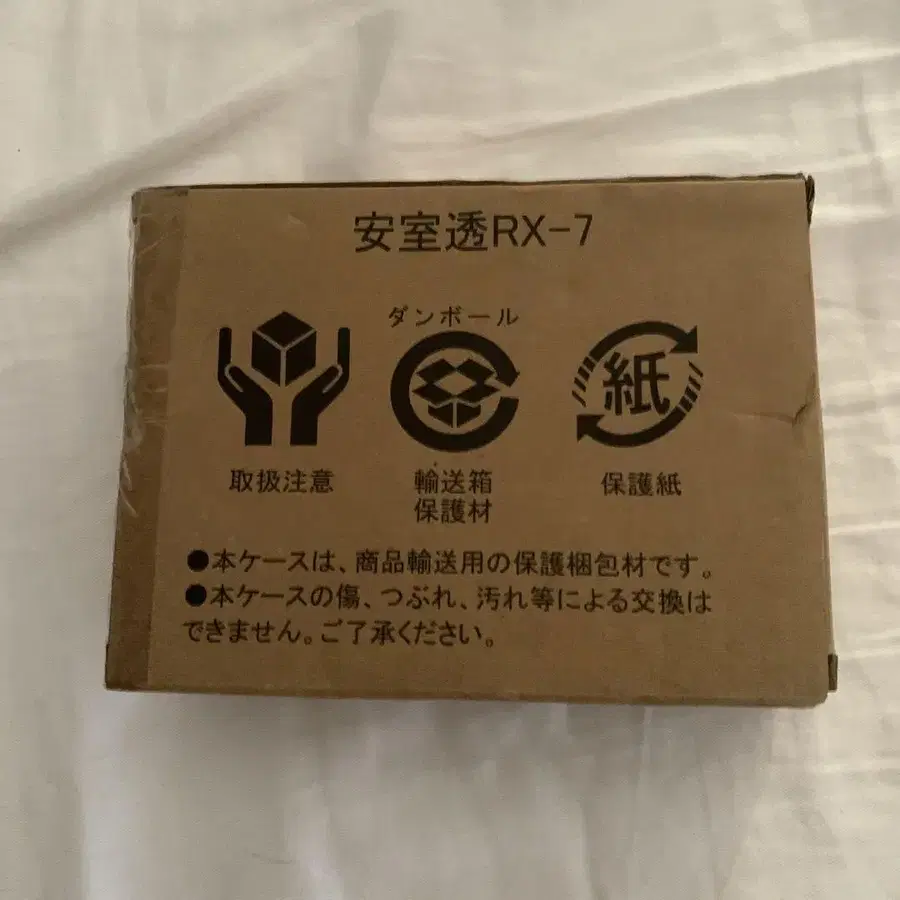 安室透RX-7
ダンボール
紙
取扱注意
輸送箱
保護材
保護紙
●本ケースは、商品輸送用の保護梱包材です。
●本ケースの傷、つぶれ、汚れ等による交換は
できません。ご了承ください。